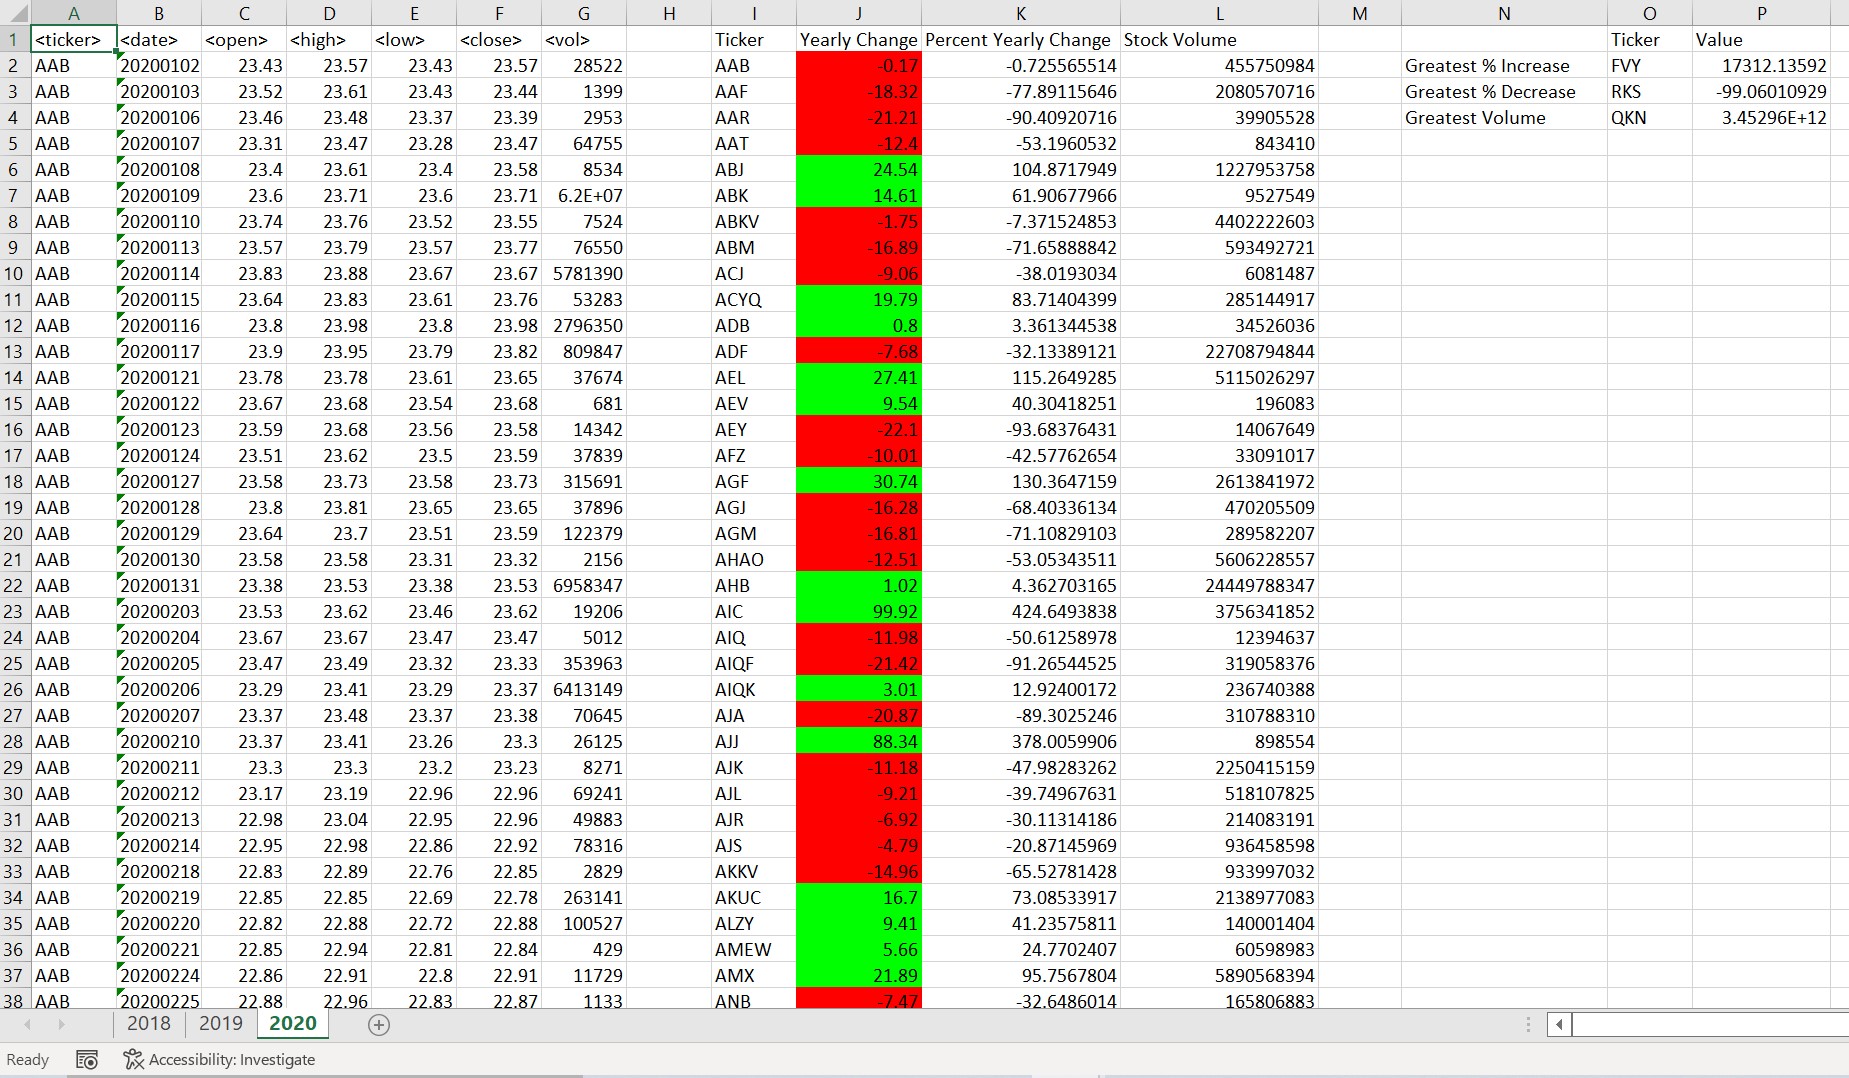 A B C D E F G H I J K L M N O P
1 <ticker> <date> <open> <high> <low> <close> <vol> Ticker Yearly Change Percent Yearly Change Stock Volume Ticker Value
2 AAB 20200102 23.43 23.57 23.43 23.57 28522 AAB -0.17 -0.725565514 455750984 Greatest % Increase FVY 17312.13592
3 AAB 20200103 23.52 23.61 23.43 23.44 1399 AAF -18.32 -77.89115646 2080570716 Greatest % Decrease RKS -99.06010929
4 AAB 20200106 23.46 23.48 23.37 23.39 2953 AAR -21.21 -90.40920716 39905528 Greatest Volume QKN 3.45296E+12
5 AAB 20200107 23.31 23.47 23.28 23.47 64755 AAT -12.4 -53.1960532 843410
6 AAB 20200108 23.4 23.61 23.4 23.58 8534 ABJ 24.54 104.8717949 1227953758
7 AAB 20200109 23.6 23.71 23.6 23.71 6.2E+07 ABK 14.61 61.90677966 9527549
8 AAB 20200110 23.74 23.76 23.52 23.55 7524 ABKV -1.75 -7.371524853 4402222603
9 AAB 20200113 23.57 23.79 23.57 23.77 76550 ABM -16.89 -71.65888842 593492721
10 AAB 20200114 23.83 23.88 23.67 23.67 5781390 ACJ -9.06 -38.0193034 6081487
11 AAB 20200115 23.64 23.83 23.61 23.76 53283 ACYQ 19.79 83.71404399 285144917
12 AAB 20200116 23.8 23.98 23.8 23.98 2796350 ADB 0.8 3.361344538 34526036
13 AAB 20200117 23.9 23.95 23.79 23.82 809847 ADF -7.68 -32.13389121 22708794844
14 AAB 20200121 23.78 23.78 23.61 23.65 37674 AEL 27.41 115.2649285 5115026297
15 AAB 20200122 23.67 23.68 23.54 23.68 681 AEV 9.54 40.30418251 196083
16 AAB 20200123 23.59 23.68 23.56 23.58 14342 AEY -22.1 -93.68376431 14067649
17 AAB 20200124 23.51 23.62 23.5 23.59 37839 AFZ -10.01 -42.57762654 33091017
18 AAB 20200127 23.58 23.73 23.58 23.73 315691 AGF 30.74 130.3647159 2613841972
19 AAB 20200128 23.8 23.81 23.65 23.65 37896 AGJ -16.28 -68.40336134 470205509
20 AAB 20200129 23.64 23.7 23.51 23.59 122379 AGM -16.81 -71.10829103 289582207
21 AAB 20200130 23.58 23.58 23.31 23.32 2156 AHAO -12.51 -53.05343511 5606228557
22 AAB 20200131 23.38 23.53 23.38 23.53 6958347 AHB 1.02 4.362703165 24449788347
23 AAB 20200203 23.53 23.62 23.46 23.62 19206 AIC 99.92 424.6493838 3756341852
24 AAB 20200204 23.67 23.67 23.47 23.47 5012 AIQ -11.98 -50.61258978 12394637
25 AAB 20200205 23.47 23.49 23.32 23.33 353963 AIQF -21.42 -91.26544525 319058376
26 AAB 20200206 23.29 23.41 23.29 23.37 6413149 AIQK 3.01 12.92400172 236740388
27 AAB 20200207 23.37 23.48 23.37 23.38 70645 AJA -20.87 -89.3025246 310788310
28 AAB 20200210 23.37 23.41 23.26 23.3 26125 AJJ 88.34 378.0059906 898554
29 AAB 20200211 23.3 23.3 23.2 23.23 8271 AJK -11.18 -47.98283262 2250415159
30 AAB 20200212 23.17 23.19 22.96 22.96 69241 AJL -9.21 -39.74967631 518107825
31 AAB 20200213 22.98 23.04 22.95 22.96 49883 AJR -6.92 -30.11314186 214083191
32 AAB 20200214 22.95 22.98 22.86 22.92 78316 AJS -4.79 -20.87145969 936458598
33 AAB 20200218 22.83 22.89 22.76 22.85 2829 AKKV -14.96 -65.52781428 933997032
34 AAB 20200219 22.85 22.85 22.69 22.78 263141 AKUC 16.7 73.08533917 2138977083
35 AAB 20200220 22.82 22.88 22.72 22.88 100527 ALZY 9.41 41.23575811 140001404
36 AAB 20200221 22.85 22.94 22.81 22.84 429 AMEW 5.66 24.7702407 60598983
37 AAB 20200224 22.86 22.91 22.8 22.91 11729 AMX 21.89 95.7567804 5890568394
38 AAB 20200225 22.88 22.96 22.83 22.87 1133 ANB -7.47 -32.6486014 165806883
2018 2019 2020
Ready Accessibility: Investigate